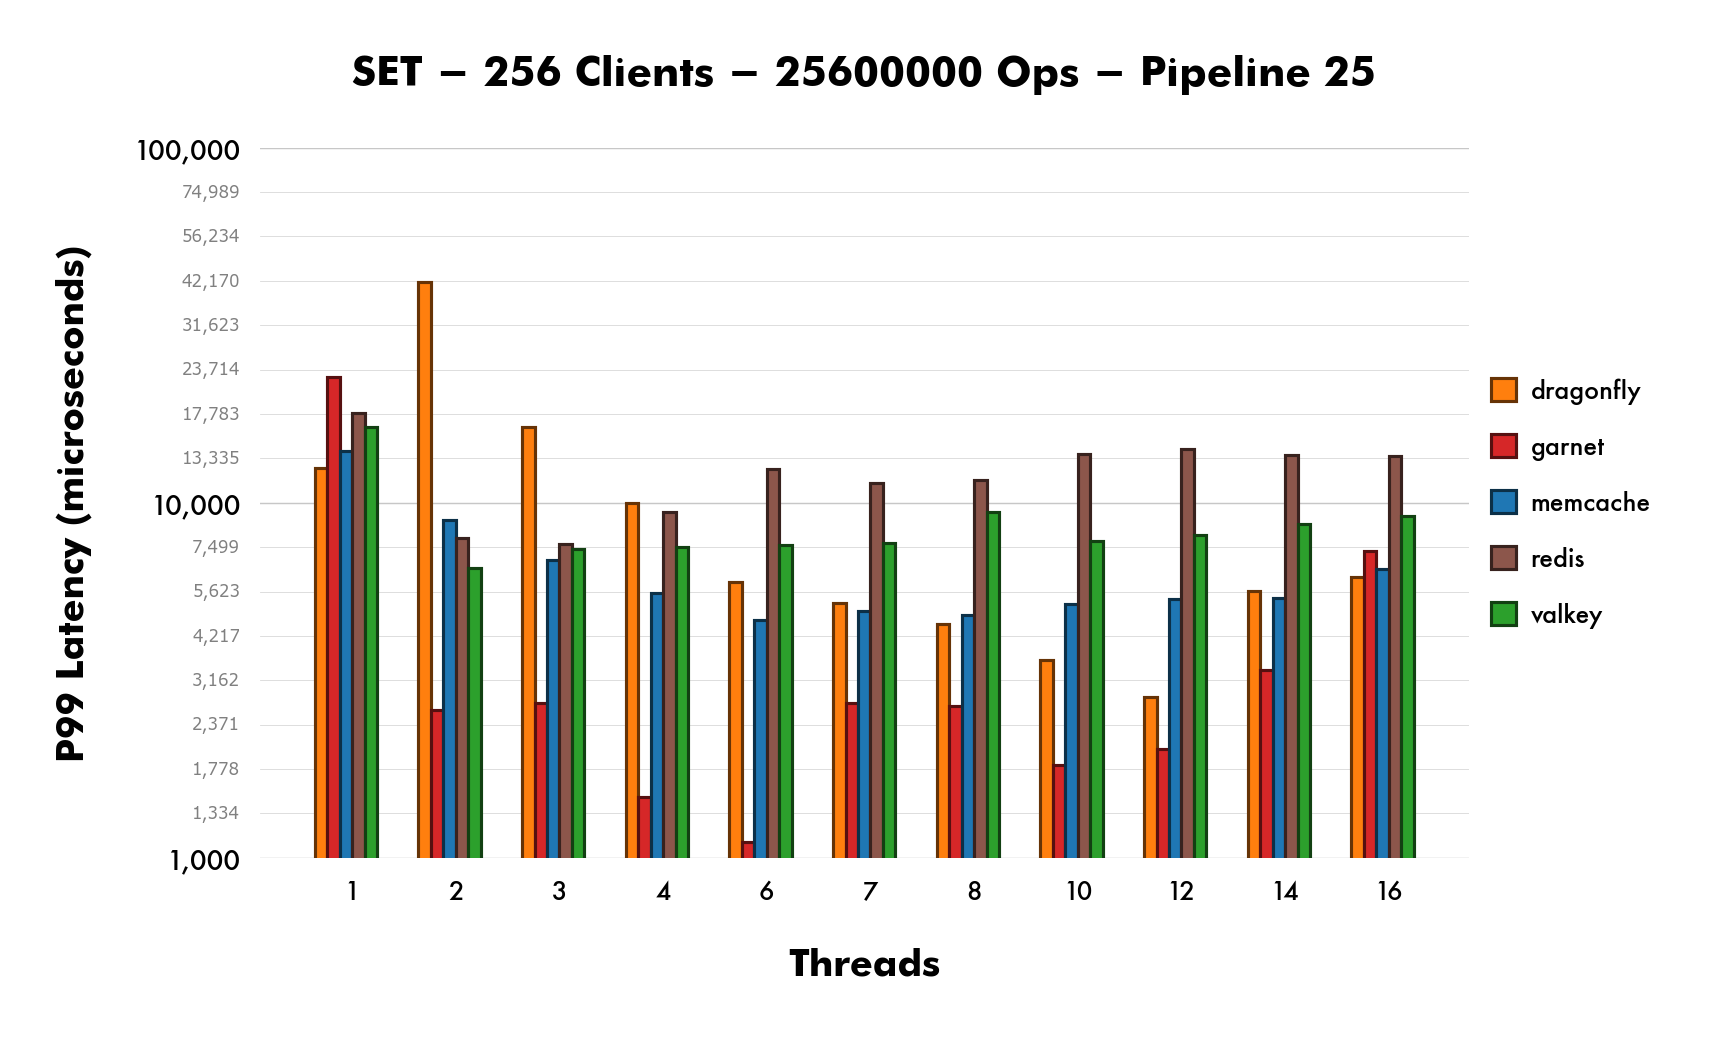 SET – 256 Clients – 25600000 Ops – Pipeline 25
P99 Latency (microseconds)
100,000
74,989
56,234
42,170
31,623
23,714
17,783
13,335
10,000
7,499
5,623
4,217
3,162
2,371
1,778
1,334
1,000
1 2 3 4 6 7 8 10 12 14 16
Threads
dragonfly
garnet
memcache
redis
valkey